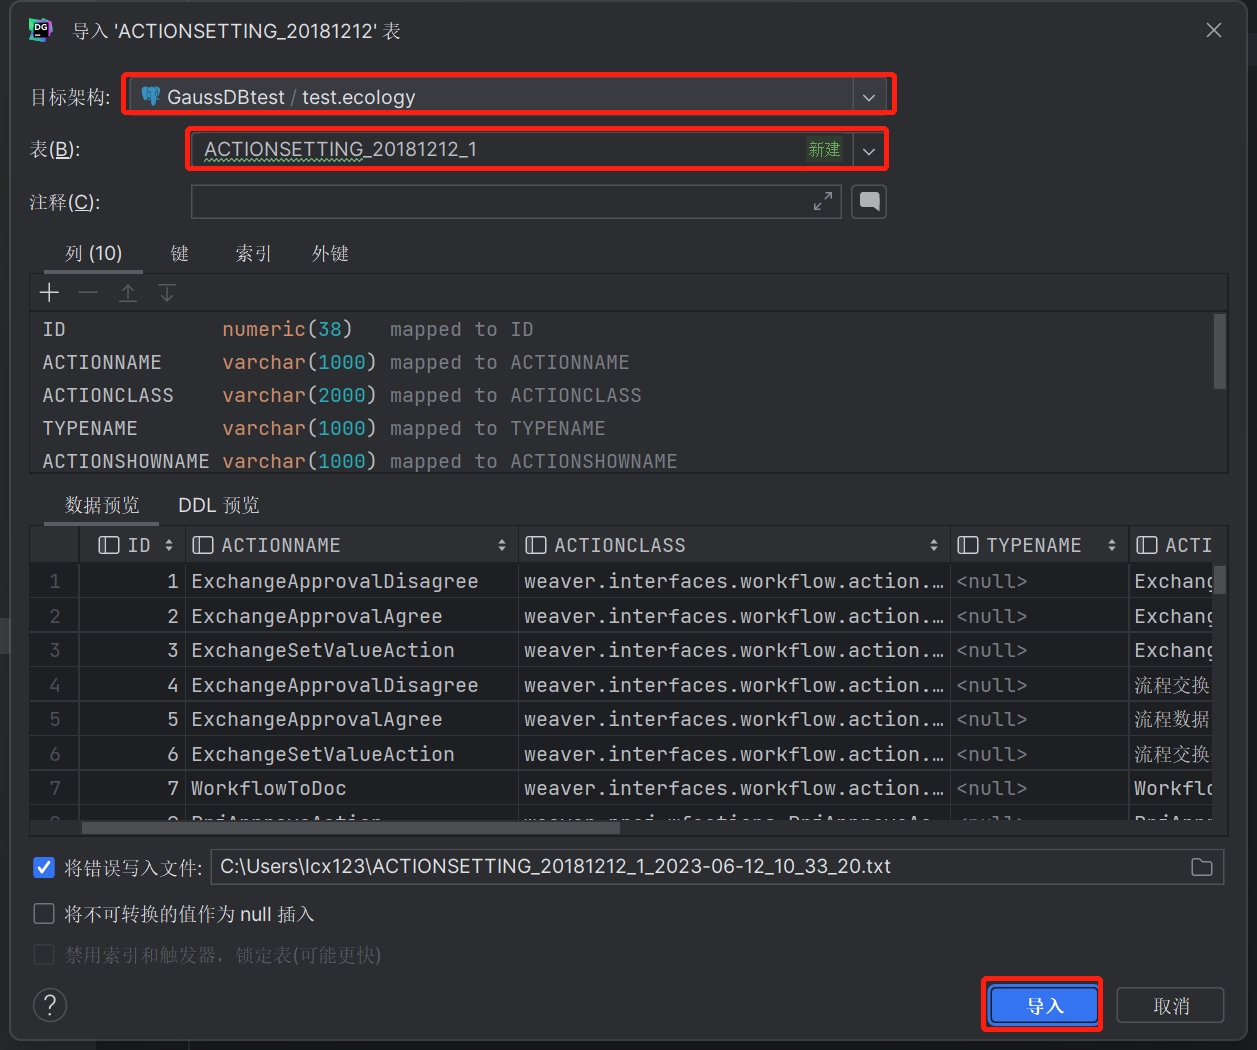 DG 导入 'ACTIONSETTING_20181212' 表
目标架构: GaussDBtest / test.ecology
表(B): ACTIONSETTING_20181212_1 新建
注释(C):
列 (10) 键 索引 外键
ID numeric(38) mapped to ID
ACTIONNAME varchar(1000) mapped to ACTIONNAME
ACTIONCLASS varchar(2000) mapped to ACTIONCLASS
TYPENAME varchar(1000) mapped to TYPENAME
ACTIONSHOWNAME varchar(1000) mapped to ACTIONSHOWNAME
数据预览 DDL 预览
ID ACTIONNAME ACTIONCLASS TYPENAME ACTI
1 1 ExchangeApprovalDisagree weaver.interfaces.workflow.action.… <null> Exchang
2 2 ExchangeApprovalAgree weaver.interfaces.workflow.action.… <null> Exchang
3 3 ExchangeSetValueAction weaver.interfaces.workflow.action.… <null> Exchang
4 4 ExchangeApprovalDisagree weaver.interfaces.workflow.action.… <null> 流程交换
5 5 ExchangeApprovalAgree weaver.interfaces.workflow.action.… <null> 流程数据
6 6 ExchangeSetValueAction weaver.interfaces.workflow.action.… <null> 流程交换
7 7 WorkflowToDoc weaver.interfaces.workflow.action.… <null> Workflo
将错误写入文件: C:\Users\lcx123\ACTIONSETTING_20181212_1_2023-06-12_10_33_20.txt
将不可转换的值作为 null 插入
禁用索引和触发器，锁定表(可能更快)
? 导入 取消